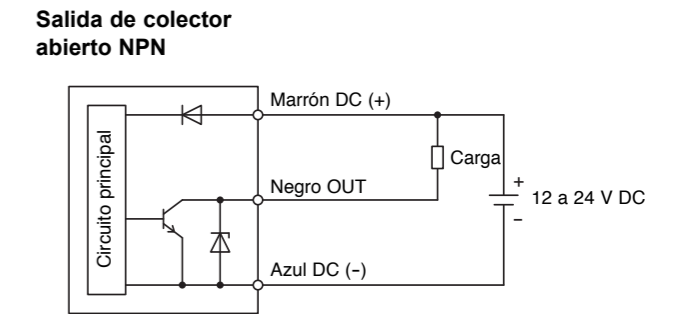 Salida de colector
abierto NPN
Marrón DC (+)
Circuito principal
Carga
Negro OUT
+
12 a 24 V DC
−
Azul DC (−)